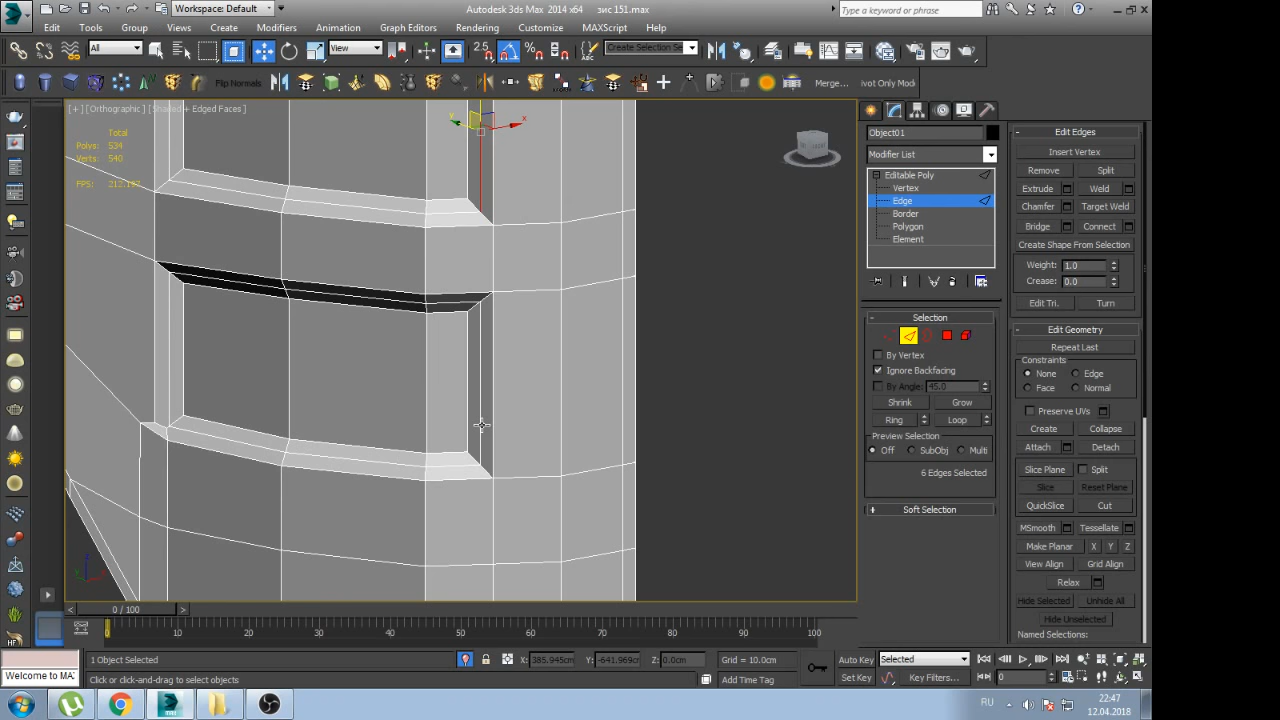 Workspace: Default
Autodesk 3ds Max 2014 x64
зис 151.max
Type a keyword or phrase
Edit Tools Group Views Create Modifiers Animation Graph Editors Rendering Customize MAXScript Help
All
View
2.5
Create Selection Se
Flip Normals
Merge...
ivot Only Modi
[+] [Orthographic] [Shaded + Edged Faces]
Total
Polys: 534
Verts: 540
FPS:
x
y
Object01
Modifier List
Editable Poly
Vertex
Edge
Border
Polygon
Element
Selection
By Vertex
Ignore Backfacing
By Angle: 45.0
Shrink Grow
Ring Loop
Preview Selection
Off SubObj Multi
6 Edges Selected
Soft Selection
Edit Edges
Insert Vertex
Remove Split
Extrude Weld
Chamfer Target Weld
Bridge Connect
Create Shape From Selection
Weight: 1.0
Crease: 0.0
Edit Tri. Turn
Edit Geometry
Repeat Last
Constraints
None Edge
Face Normal
Preserve UVs
Create Collapse
Attach Detach
Slice Plane Split
Slice Reset Plane
QuickSlice Cut
MSmooth Tessellate
Make Planar X Y Z
View Align Grid Align
Relax
Hide Selected Unhide All
Hide Unselected
Named Selections:
HF
0 / 100
0 10 20 30 40 50 60 70 80 90 100
1 Object Selected
X: 385.945cm Y: -641.969cm Z: 0.0cm
Grid = 10.0cm
Auto Key Selected
Welcome to MA
Click or click-and-drag to select objects
Add Time Tag
Set Key Key Filters...
0
RU
22:47
12.04.2018